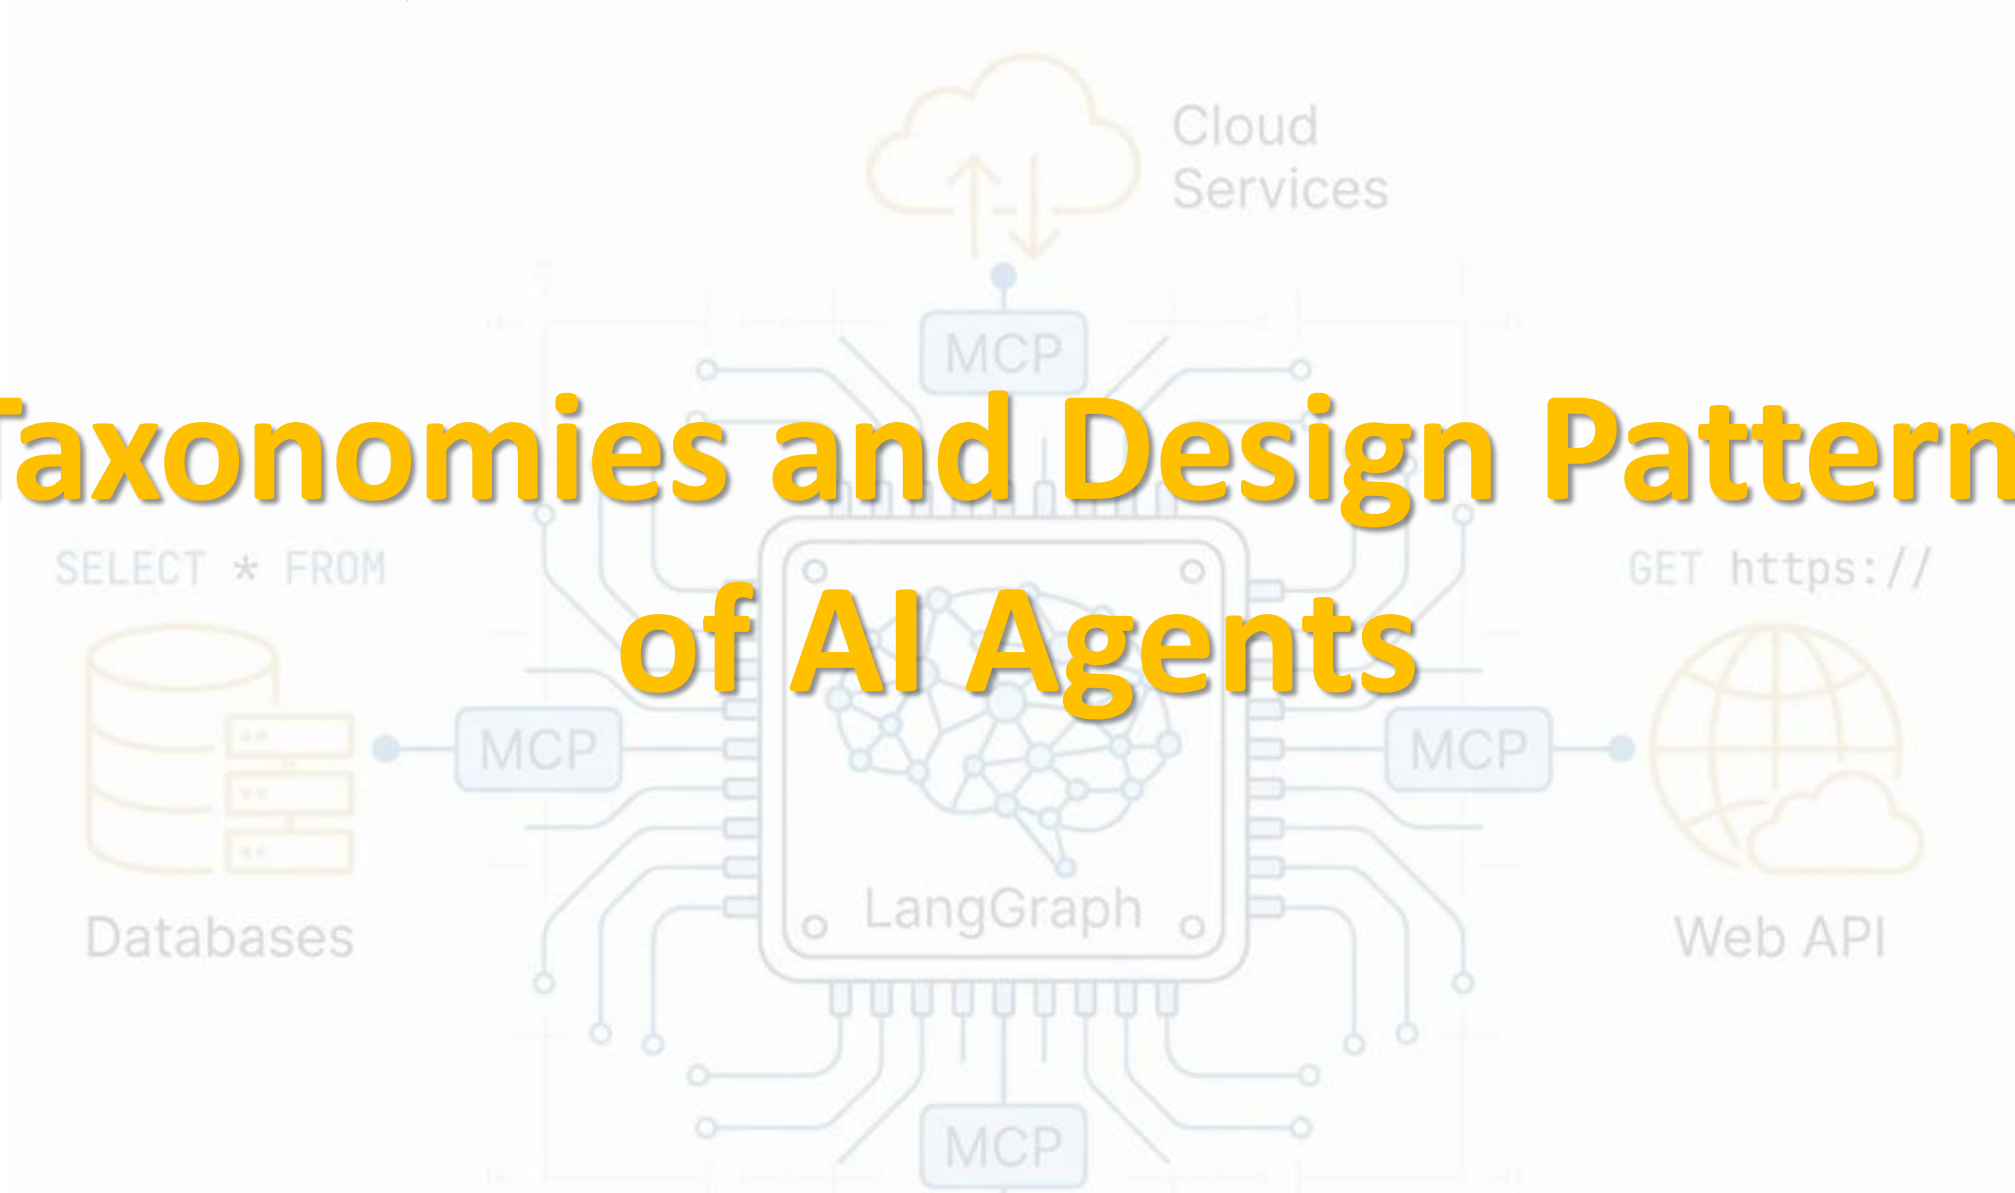 Cloud
Services
MCP
Taxonomies and Design Pattern
of AI Agents
SELECT * FROM
GET https://
MCP
MCP
LangGraph
Databases
Web API
MCP